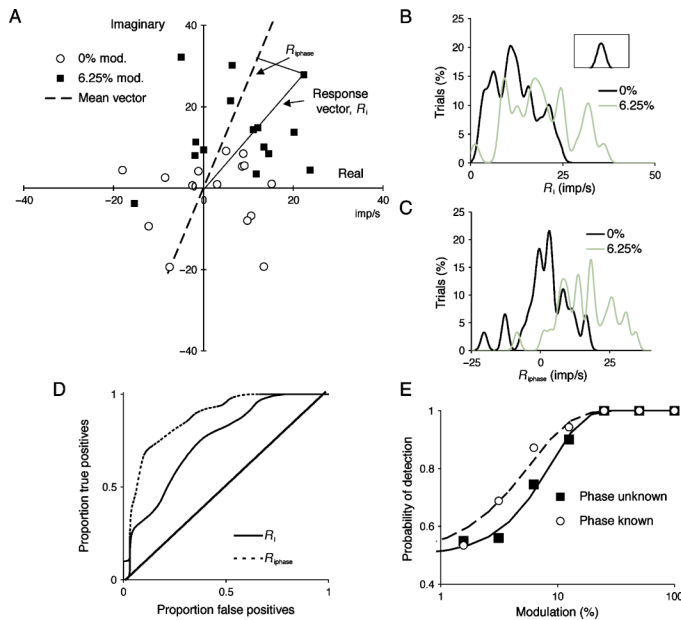 A
Imaginary
40
○ 0% mod.
■ 6.25% mod.
Mean vector
Riphase
Response
vector, Ri
20
Real
−40
−20
0
20
40
imp/s
−20
−40
B
Trials (%)
25
20
15
10
5
0
0%
6.25%
0
25
50
Ri (imp/s)
C
Trials (%)
25
20
15
10
5
0
0%
6.25%
−25
0
25
Riphase (imp/s)
D
Proportion true positives
1
0.5
0
Ri
Riphase
0
0.5
1
Proportion false positives
E
Probability of detection
1
0.8
0.6
0.4
Phase unknown
Phase known
1
10
100
Modulation (%)